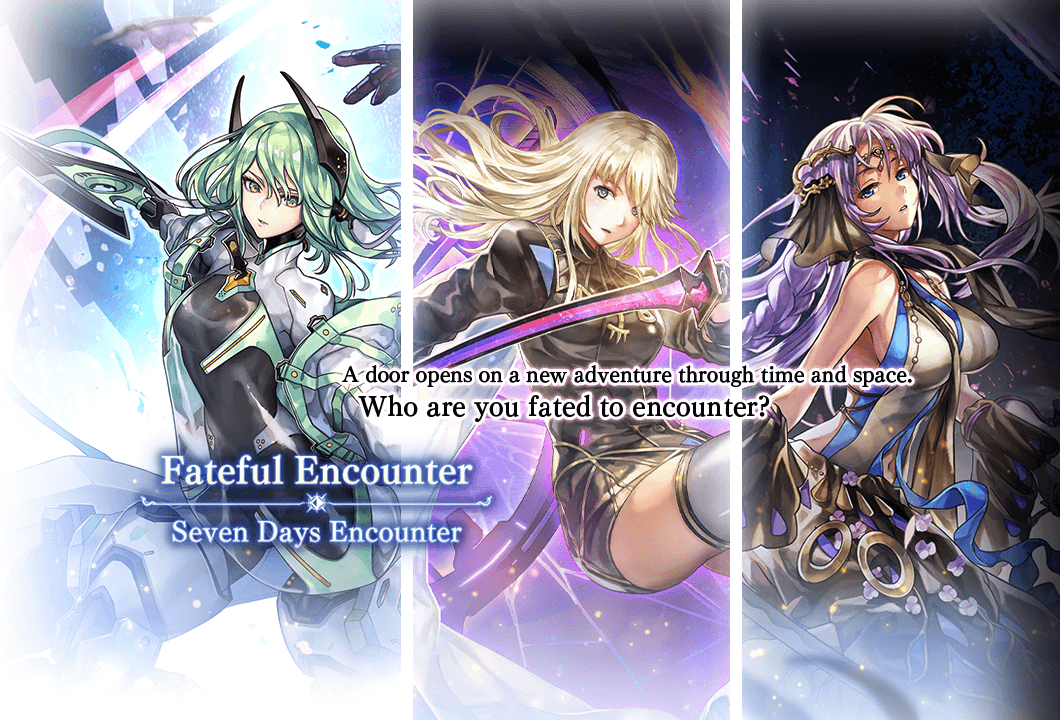 A door opens on a new adventure through time and space.
Who are you fated to encounter?
Fateful Encounter
Seven Days Encounter